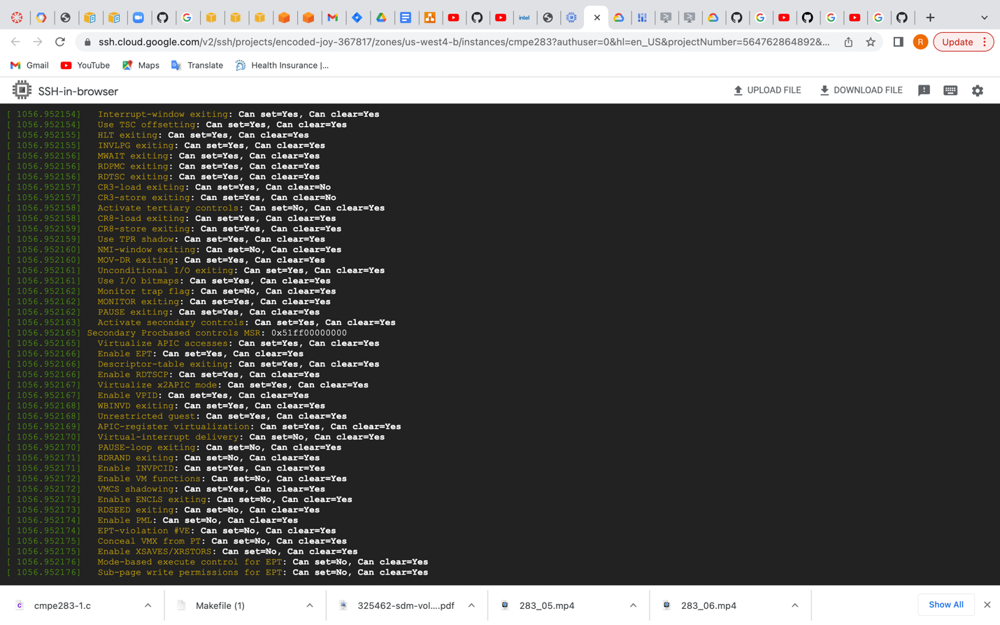 intel
ssh.cloud.google.com/v2/ssh/projects/encoded-joy-367817/zones/us-west4-b/instances/cmpe283?authuser=0&hl=en_US&projectNumber=564762864892&...
R
Update
Gmail
YouTube
Maps
Translate
Health Insurance |...
SSH-in-browser
UPLOAD FILE
DOWNLOAD FILE
[ 1056.952154]   Interrupt-window exiting: Can set=Yes, Can clear=Yes
[ 1056.952154]   Use TSC offsetting: Can set=Yes, Can clear=Yes
[ 1056.952155]   HLT exiting: Can set=Yes, Can clear=Yes
[ 1056.952155]   INVLPG exiting: Can set=Yes, Can clear=Yes
[ 1056.952156]   MWAIT exiting: Can set=Yes, Can clear=Yes
[ 1056.952156]   RDPMC exiting: Can set=Yes, Can clear=Yes
[ 1056.952156]   RDTSC exiting: Can set=Yes, Can clear=Yes
[ 1056.952157]   CR3-load exiting: Can set=Yes, Can clear=No
[ 1056.952157]   CR3-store exiting: Can set=Yes, Can clear=No
[ 1056.952158]   Activate tertiary controls: Can set=No, Can clear=Yes
[ 1056.952158]   CR8-load exiting: Can set=Yes, Can clear=Yes
[ 1056.952159]   CR8-store exiting: Can set=Yes, Can clear=Yes
[ 1056.952159]   Use TPR shadow: Can set=Yes, Can clear=Yes
[ 1056.952160]   NMI-window exiting: Can set=No, Can clear=Yes
[ 1056.952160]   MOV-DR exiting: Can set=Yes, Can clear=Yes
[ 1056.952161]   Unconditional I/O exiting: Can set=Yes, Can clear=Yes
[ 1056.952161]   Use I/O bitmaps: Can set=Yes, Can clear=Yes
[ 1056.952162]   Monitor trap flag: Can set=No, Can clear=Yes
[ 1056.952162]   MONITOR exiting: Can set=Yes, Can clear=Yes
[ 1056.952162]   PAUSE exiting: Can set=Yes, Can clear=Yes
[ 1056.952163]   Activate secondary controls: Can set=Yes, Can clear=Yes
[ 1056.952165] Secondary Procbased controls MSR: 0x51ff00000000
[ 1056.952165]   Virtualize APIC accesses: Can set=Yes, Can clear=Yes
[ 1056.952166]   Enable EPT: Can set=Yes, Can clear=Yes
[ 1056.952166]   Descriptor-table exiting: Can set=Yes, Can clear=Yes
[ 1056.952166]   Enable RDTSCP: Can set=Yes, Can clear=Yes
[ 1056.952167]   Virtualize x2APIC mode: Can set=Yes, Can clear=Yes
[ 1056.952167]   Enable VPID: Can set=Yes, Can clear=Yes
[ 1056.952168]   WBINVD exiting: Can set=Yes, Can clear=Yes
[ 1056.952168]   Unrestricted guest: Can set=Yes, Can clear=Yes
[ 1056.952169]   APIC-register virtualization: Can set=Yes, Can clear=Yes
[ 1056.952170]   Virtual-interrupt delivery: Can set=No, Can clear=Yes
[ 1056.952170]   PAUSE-loop exiting: Can set=No, Can clear=Yes
[ 1056.952171]   RDRAND exiting: Can set=No, Can clear=Yes
[ 1056.952171]   Enable INVPCID: Can set=Yes, Can clear=Yes
[ 1056.952172]   Enable VM functions: Can set=No, Can clear=Yes
[ 1056.952172]   VMCS shadowing: Can set=Yes, Can clear=Yes
[ 1056.952173]   Enable ENCLS exiting: Can set=No, Can clear=Yes
[ 1056.952173]   RDSEED exiting: Can set=No, Can clear=Yes
[ 1056.952174]   Enable PML: Can set=No, Can clear=Yes
[ 1056.952174]   EPT-violation #VE: Can set=No, Can clear=Yes
[ 1056.952175]   Conceal VMX from PT: Can set=No, Can clear=Yes
[ 1056.952175]   Enable XSAVES/XRSTORS: Can set=No, Can clear=Yes
[ 1056.952176]   Mode-based execute control for EPT: Can set=No, Can clear=Yes
[ 1056.952176]   Sub-page write permissions for EPT: Can set=No, Can clear=Yes
cmpe283-1.c
Makefile (1)
325462-sdm-vol....pdf
283_05.mp4
283_06.mp4
Show All